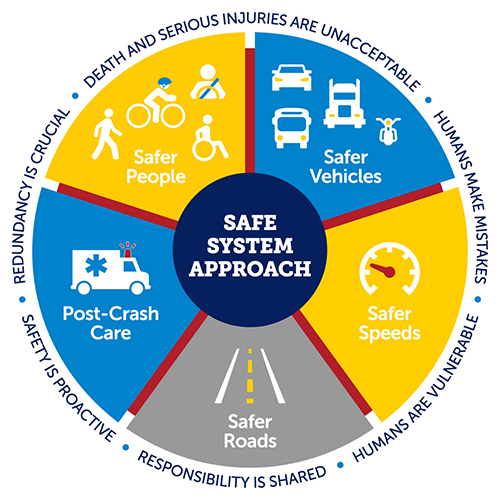 DEATH AND SERIOUS INJURIES ARE UNACCEPTABLE
HUMANS MAKE MISTAKES
HUMANS ARE VULNERABLE
RESPONSIBILITY IS SHARED
SAFETY IS PROACTIVE
REDUNDANCY IS CRUCIAL
Safer
People
Safer
Vehicles
SAFE
SYSTEM
APPROACH
Post-Crash
Care
Safer
Speeds
Safer
Roads